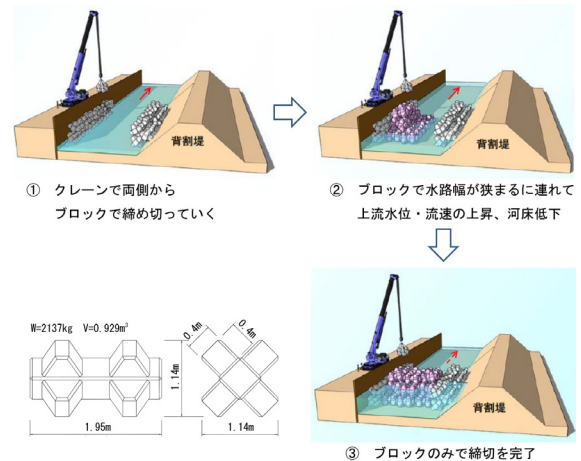 背割堤
① クレーンで両側から
ブロックで締め切っていく
背割堤
② ブロックで水路幅が狭まるに連れて
上流水位・流速の上昇、河床低下
W=2137kg V=0.929m³
0.4m
0.4m
1.14m
1.95m
1.14m
背割堤
③ ブロックのみで締切を完了